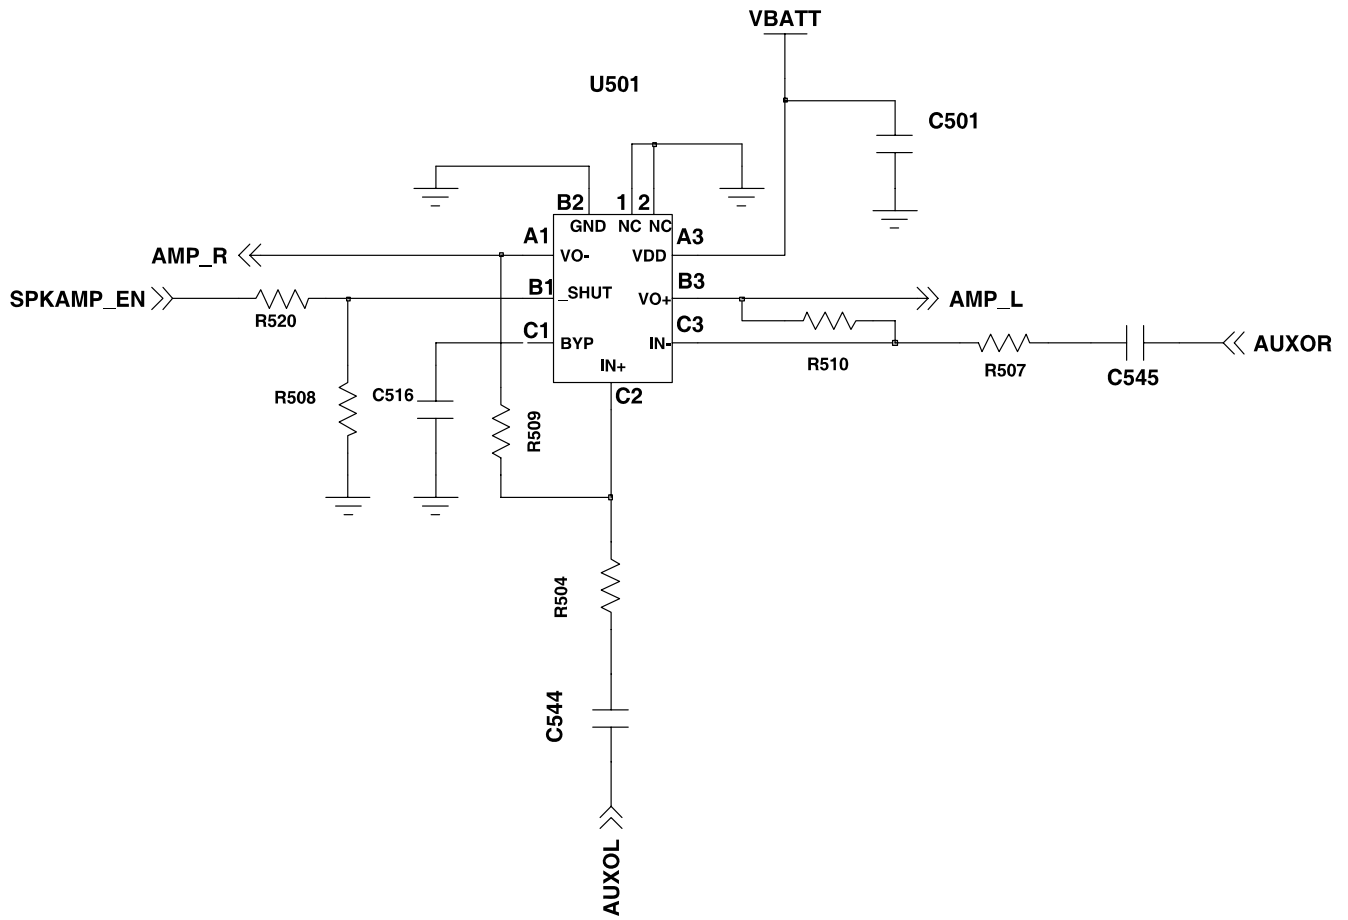 VBATT
U501
C501
B2 1 2
GND NC NC
A1 A3
AMP_R VO- VDD
B1 B3
SPKAMP_EN _SHUT VO+ AMP_L
R520
C1 C3
BYP IN- AUXOR
IN+ R510 R507 C545
C2
R508 C516 R509
R504
C544
AUXOL